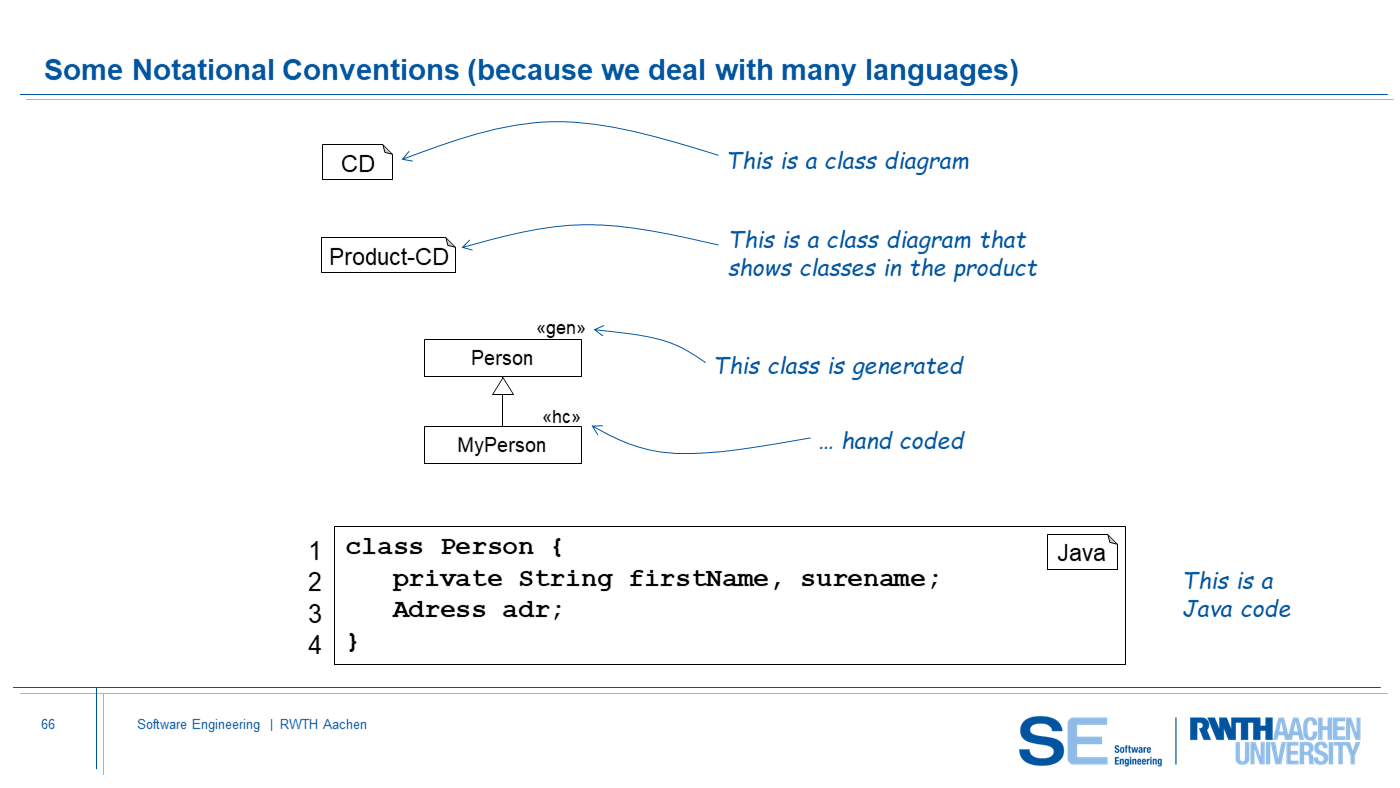 Some Notational Conventions (because we deal with many languages)
CD
This is a class diagram
Product-CD
This is a class diagram that
shows classes in the product
«gen»
Person
This class is generated
«hc»
MyPerson
… hand coded
1 class Person {
2 private String firstName, surename;
3 Adress adr;
4 }
Java
This is a
Java code
66
Software Engineering | RWTH Aachen
SE Software
Engineering
RWTHAACHEN
UNIVERSITY